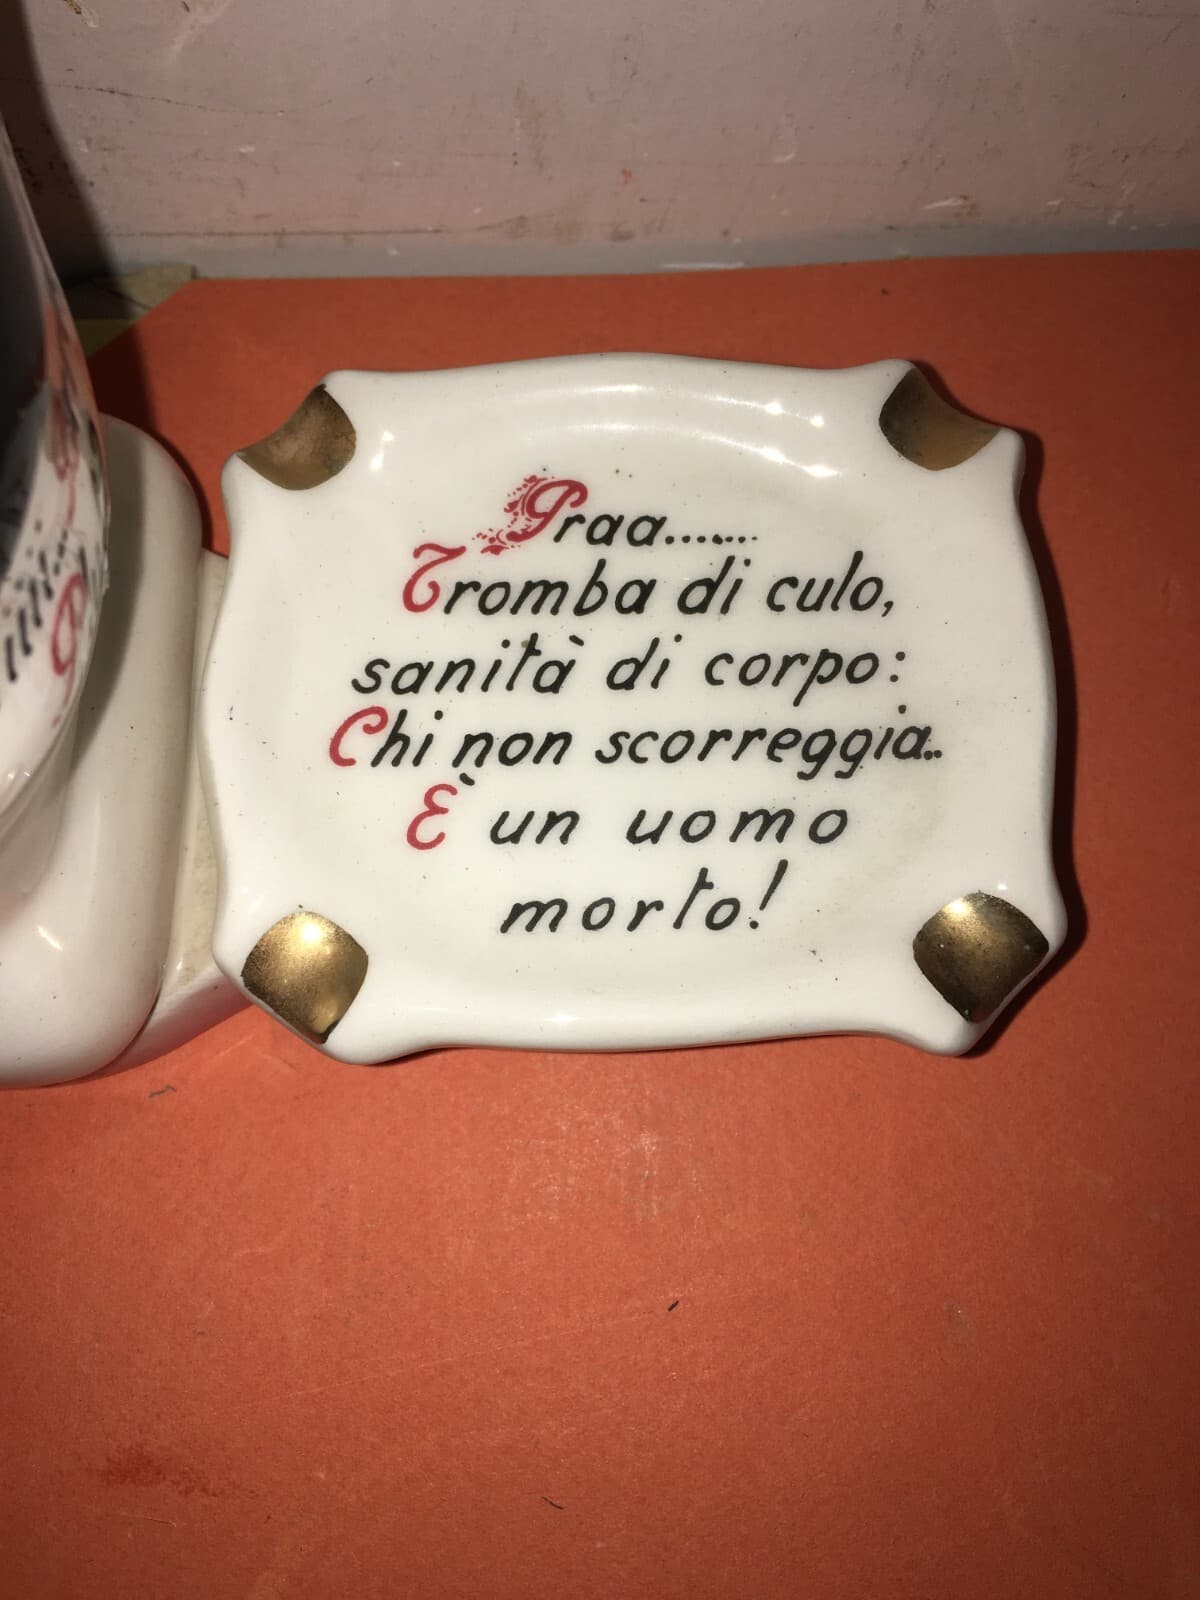 Praa.......
Tromba di culo,
sanità di corpo:
Chi non scorreggia..
È un uomo
morto!